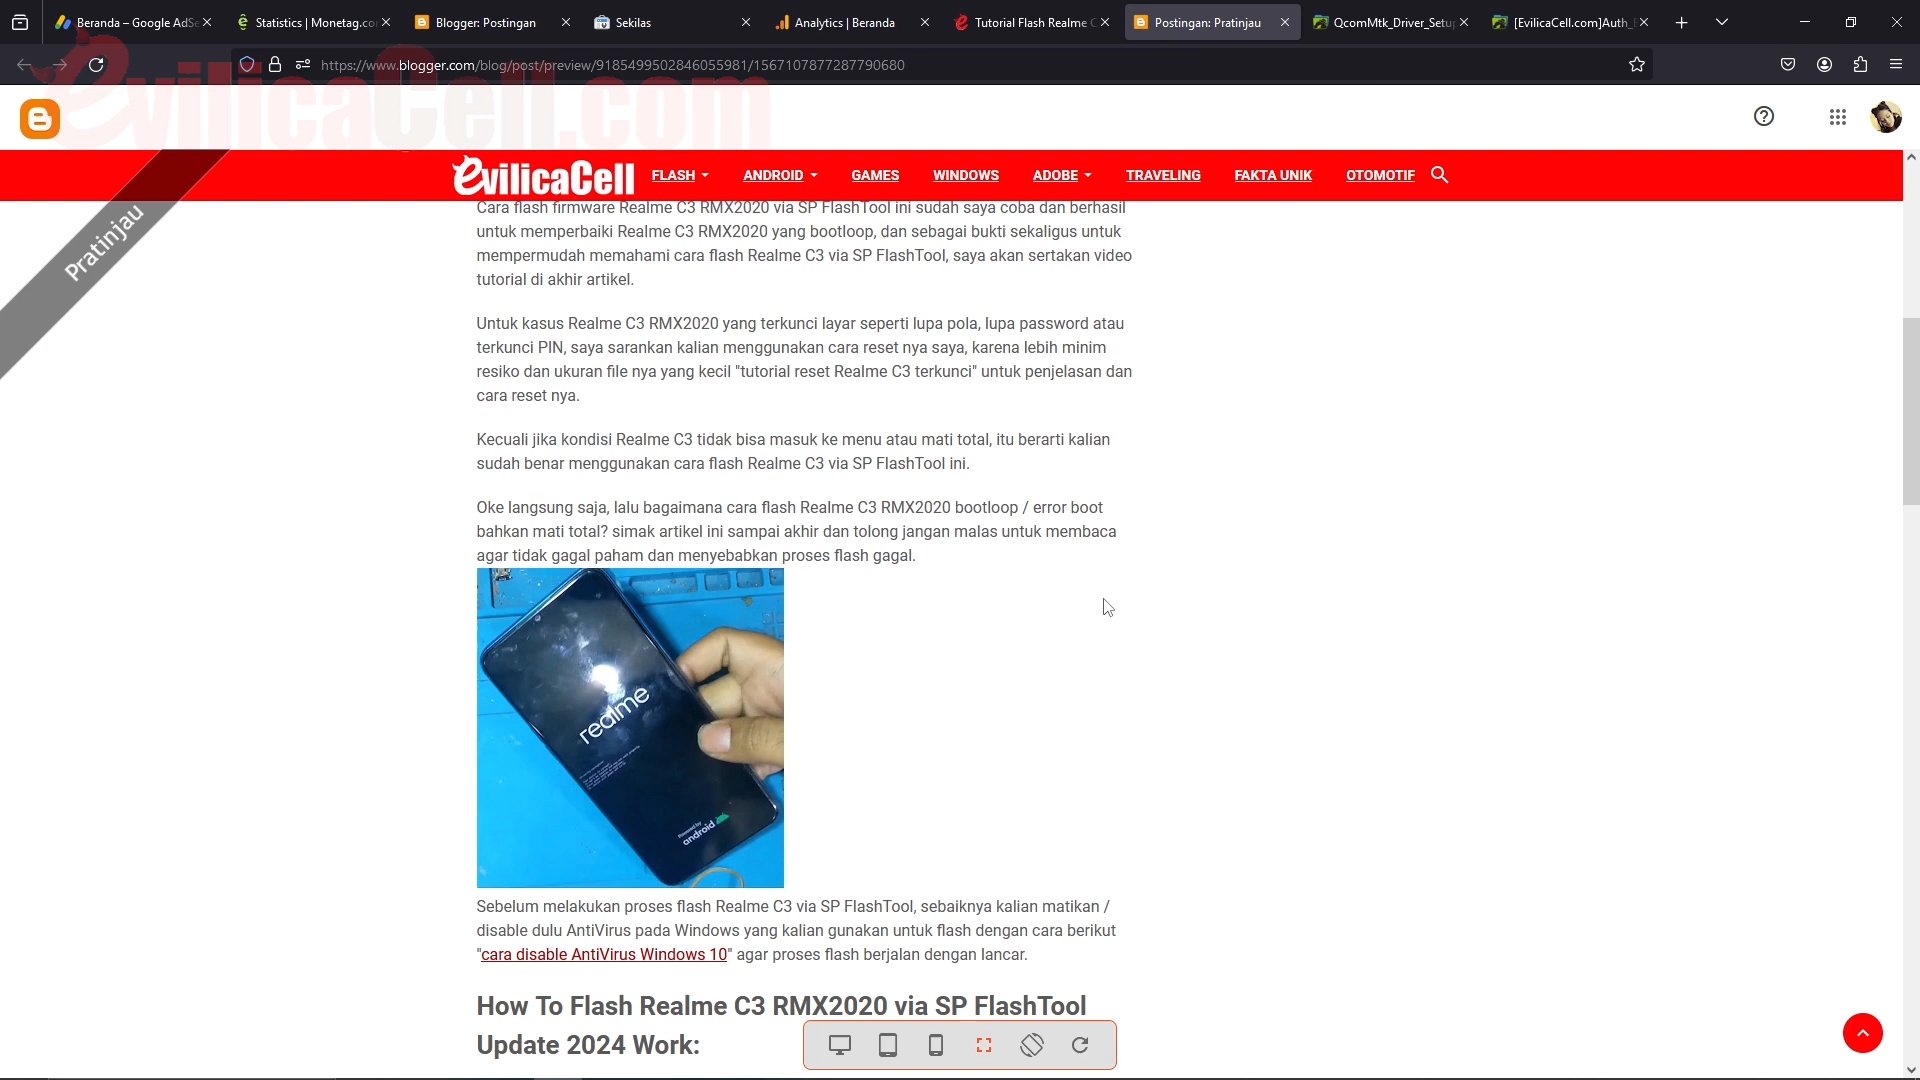 Beranda – Google AdSe
Statistics | Monetag.co
Blogger: Postingan
Sekilas
Analytics | Beranda
Tutorial Flash Realme C
Postingan: Pratinjau
QcomMtk_Driver_Setu
[EvilicaCell.com]Auth_
https://www.blogger.com/blog/post/preview/9185499502846055981/1567107877287790680
evilicaCell.com
Pratinjau
evilicaCell
FLASH
ANDROID
GAMES
WINDOWS
ADOBE
TRAVELING
FAKTA UNIK
OTOMOTIF
Cara flash firmware Realme C3 RMX2020 via SP FlashTool ini sudah saya coba dan berhasil
untuk memperbaiki Realme C3 RMX2020 yang bootloop, dan sebagai bukti sekaligus untuk
mempermudah memahami cara flash Realme C3 via SP FlashTool, saya akan sertakan video
tutorial di akhir artikel.
Untuk kasus Realme C3 RMX2020 yang terkunci layar seperti lupa pola, lupa password atau
terkunci PIN, saya sarankan kalian menggunakan cara reset nya saya, karena lebih minim
resiko dan ukuran file nya yang kecil "tutorial reset Realme C3 terkunci" untuk penjelasan dan
cara reset nya.
Kecuali jika kondisi Realme C3 tidak bisa masuk ke menu atau mati total, itu berarti kalian
sudah benar menggunakan cara flash Realme C3 via SP FlashTool ini.
Oke langsung saja, lalu bagaimana cara flash Realme C3 RMX2020 bootloop / error boot
bahkan mati total? simak artikel ini sampai akhir dan tolong jangan malas untuk membaca
agar tidak gagal paham dan menyebabkan proses flash gagal.
realme
Powered by
android
Sebelum melakukan proses flash Realme C3 via SP FlashTool, sebaiknya kalian matikan /
disable dulu AntiVirus pada Windows yang kalian gunakan untuk flash dengan cara berikut
"cara disable AntiVirus Windows 10" agar proses flash berjalan dengan lancar.
How To Flash Realme C3 RMX2020 via SP FlashTool
Update 2024 Work: